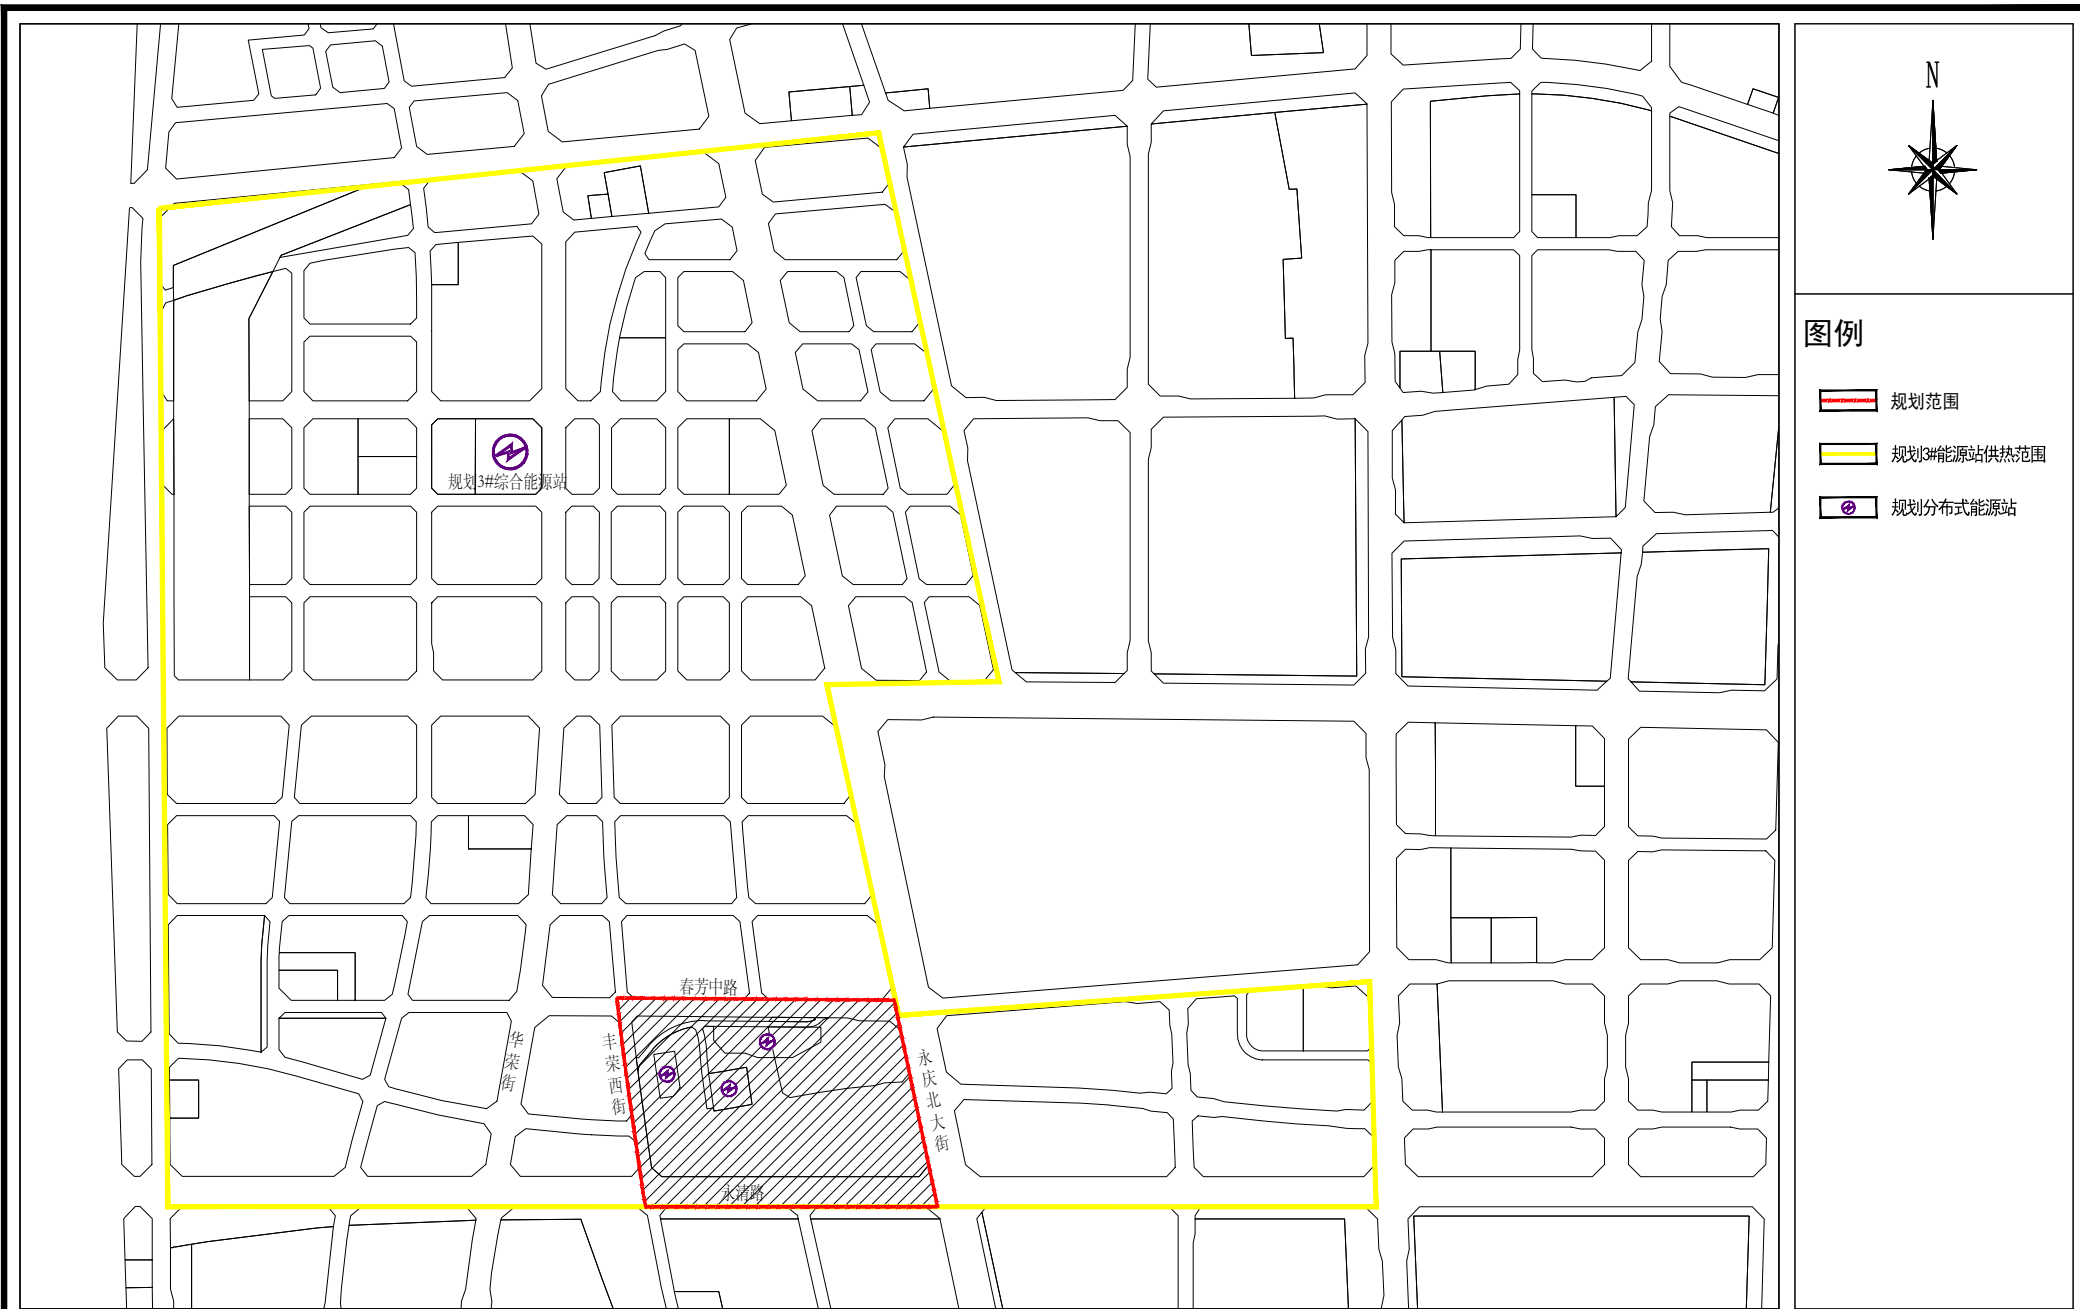 N
图例
规划范围
规划3#能源站供热范围
规划分布式能源站
规划3#综合能源站
春芳中路
华荣街
丰荣西街
永庆北大街
永清路